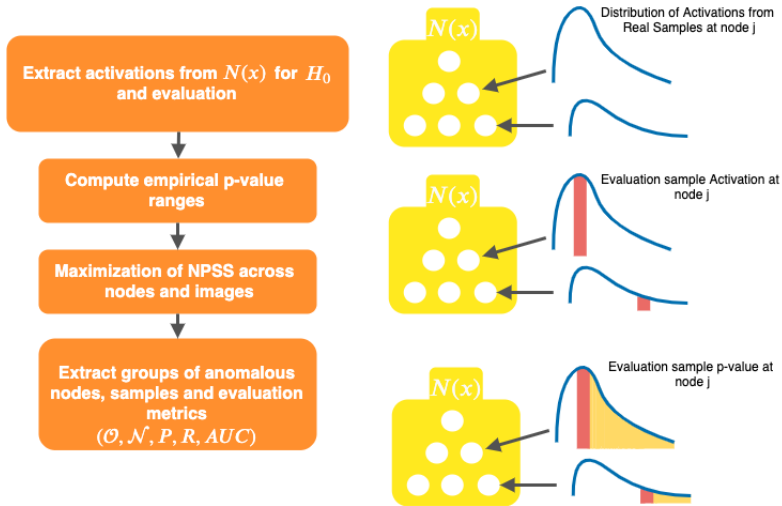 Extract activations from N(x) for H₀
and evaluation
Compute empirical p-value
ranges
Maximization of NPSS across
nodes and images
Extract groups of anomalous
nodes, samples and evaluation
metrics
(𝒪, 𝒩, P, R, AUC)
N(x)
Distribution of Activations from
Real Samples at node j
N(x)
Evaluation sample Activation at
node j
N(x)
Evaluation sample p-value at
node j